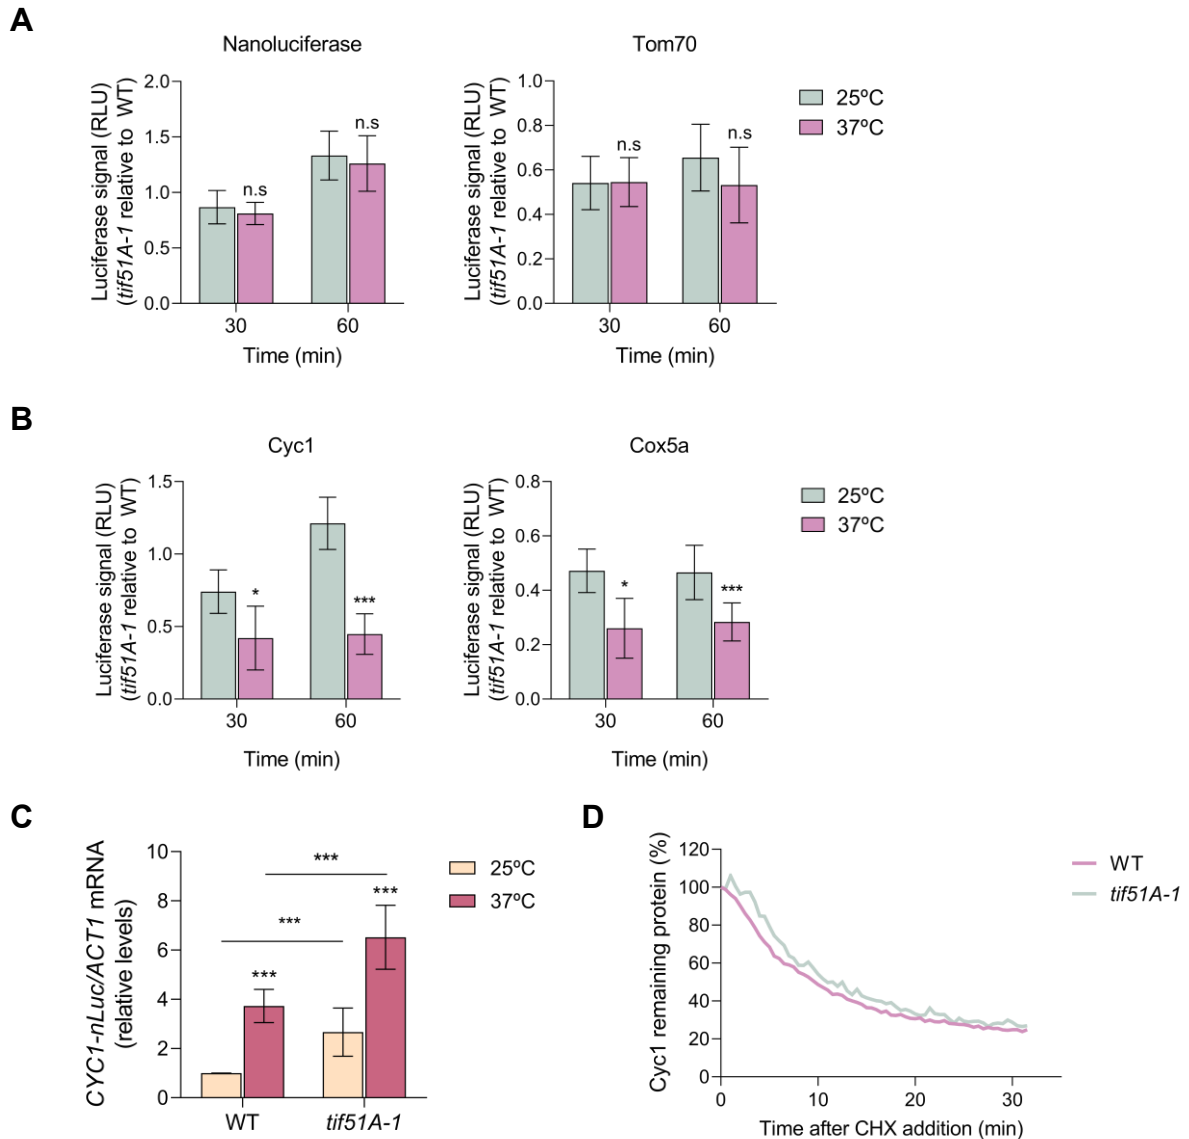 A
Nanoluciferase
Luciferase signal (RLU)
(tif51A-1 relative to WT)
2.0
1.5
1.0
0.5
0.0
n.s
n.s
30
60
Time (min)
Tom70
Luciferase signal (RLU)
(tif51A-1 relative to WT)
1.0
0.8
0.6
0.4
0.2
0.0
n.s
n.s
30
60
Time (min)
25ºC
37ºC
B
Cyc1
Luciferase signal (RLU)
(tif51A-1 relative to WT)
1.5
1.0
0.5
0.0
*
***
30
60
Time (min)
Cox5a
Luciferase signal (RLU)
(tif51A-1 relative to WT)
0.8
0.6
0.4
0.2
0.0
*
***
30
60
Time (min)
25ºC
37ºC
C
CYC1-nLuc/ACT1 mRNA
(relative levels)
10
8
6
4
2
0
***
***
***
***
WT
tif51A-1
25ºC
37ºC
D
Cyc1 remaining protein (%)
120
100
80
60
40
20
0
0
10
20
30
Time after CHX addition (min)
WT
tif51A-1